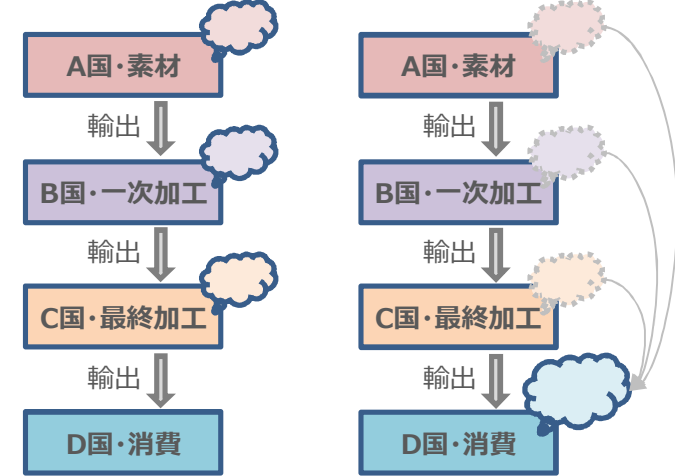 A国・素材
輸出
B国・一次加工
輸出
C国・最終加工
輸出
D国・消費
A国・素材
輸出
B国・一次加工
輸出
C国・最終加工
輸出
D国・消費